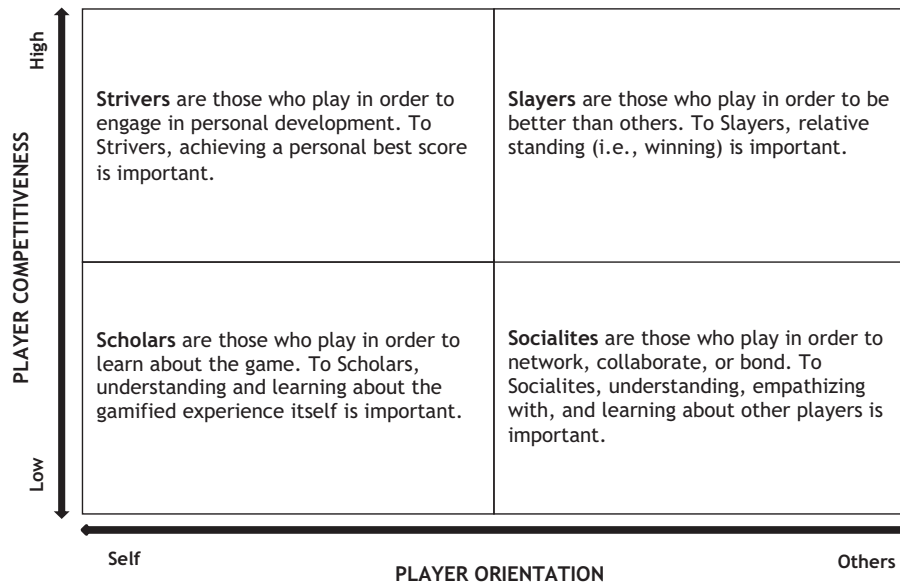 High
PLAYER COMPETITIVENESS
Low
Strivers are those who play in order to
engage in personal development. To
Strivers, achieving a personal best score
is important.
Slayers are those who play in order to be
better than others. To Slayers, relative
standing (i.e., winning) is important.
Scholars are those who play in order to
learn about the game. To Scholars,
understanding and learning about the
gamified experience itself is important.
Socialites are those who play in order to
network, collaborate, or bond. To
Socialites, understanding, empathizing
with, and learning about other players is
important.
Self
PLAYER ORIENTATION
Others